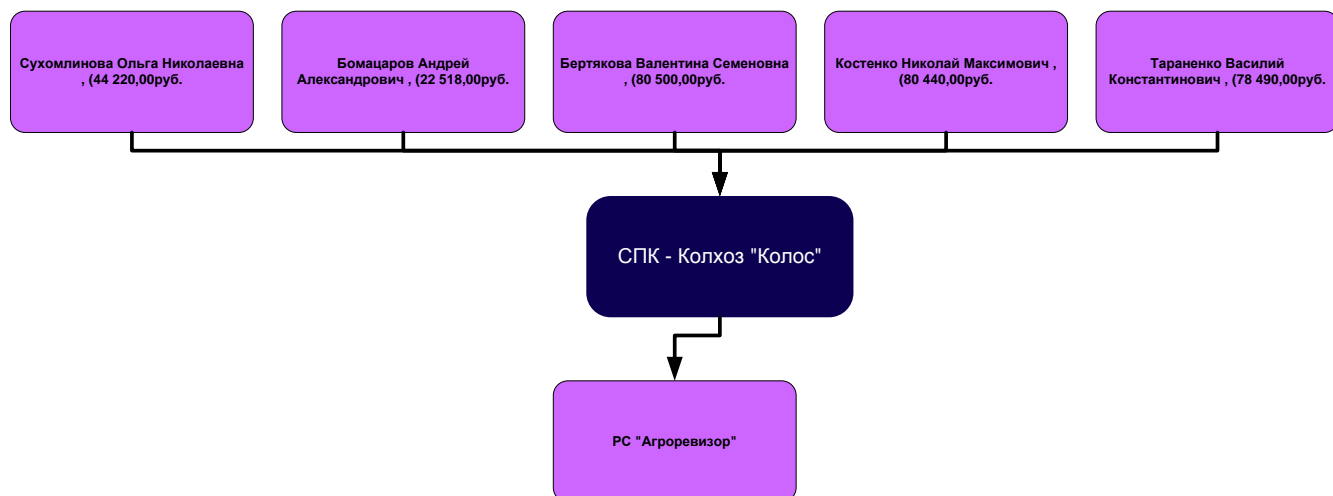 Сухомлинова Ольга Николаевна
, (44 220,00руб.
Бомацаров Андрей
Александрович , (22 518,00руб.
Бертякова Валентина Семеновна
, (80 500,00руб.
Костенко Николай Максимович ,
(80 440,00руб.
Тараненко Василий
Константинович , (78 490,00руб.
СПК - Колхоз "Колос"
РС "Агроревизор"